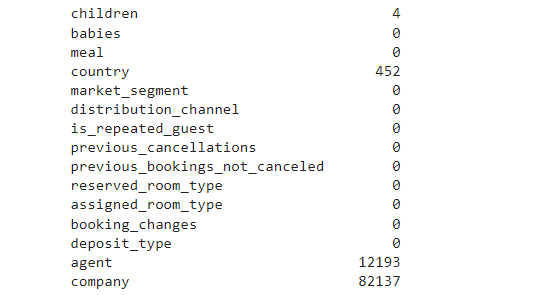 children 4
babies 0
meal 0
country 452
market_segment 0
distribution_channel 0
is_repeated_guest 0
previous_cancellations 0
previous_bookings_not_canceled 0
reserved_room_type 0
assigned_room_type 0
booking_changes 0
deposit_type 0
agent 12193
company 82137